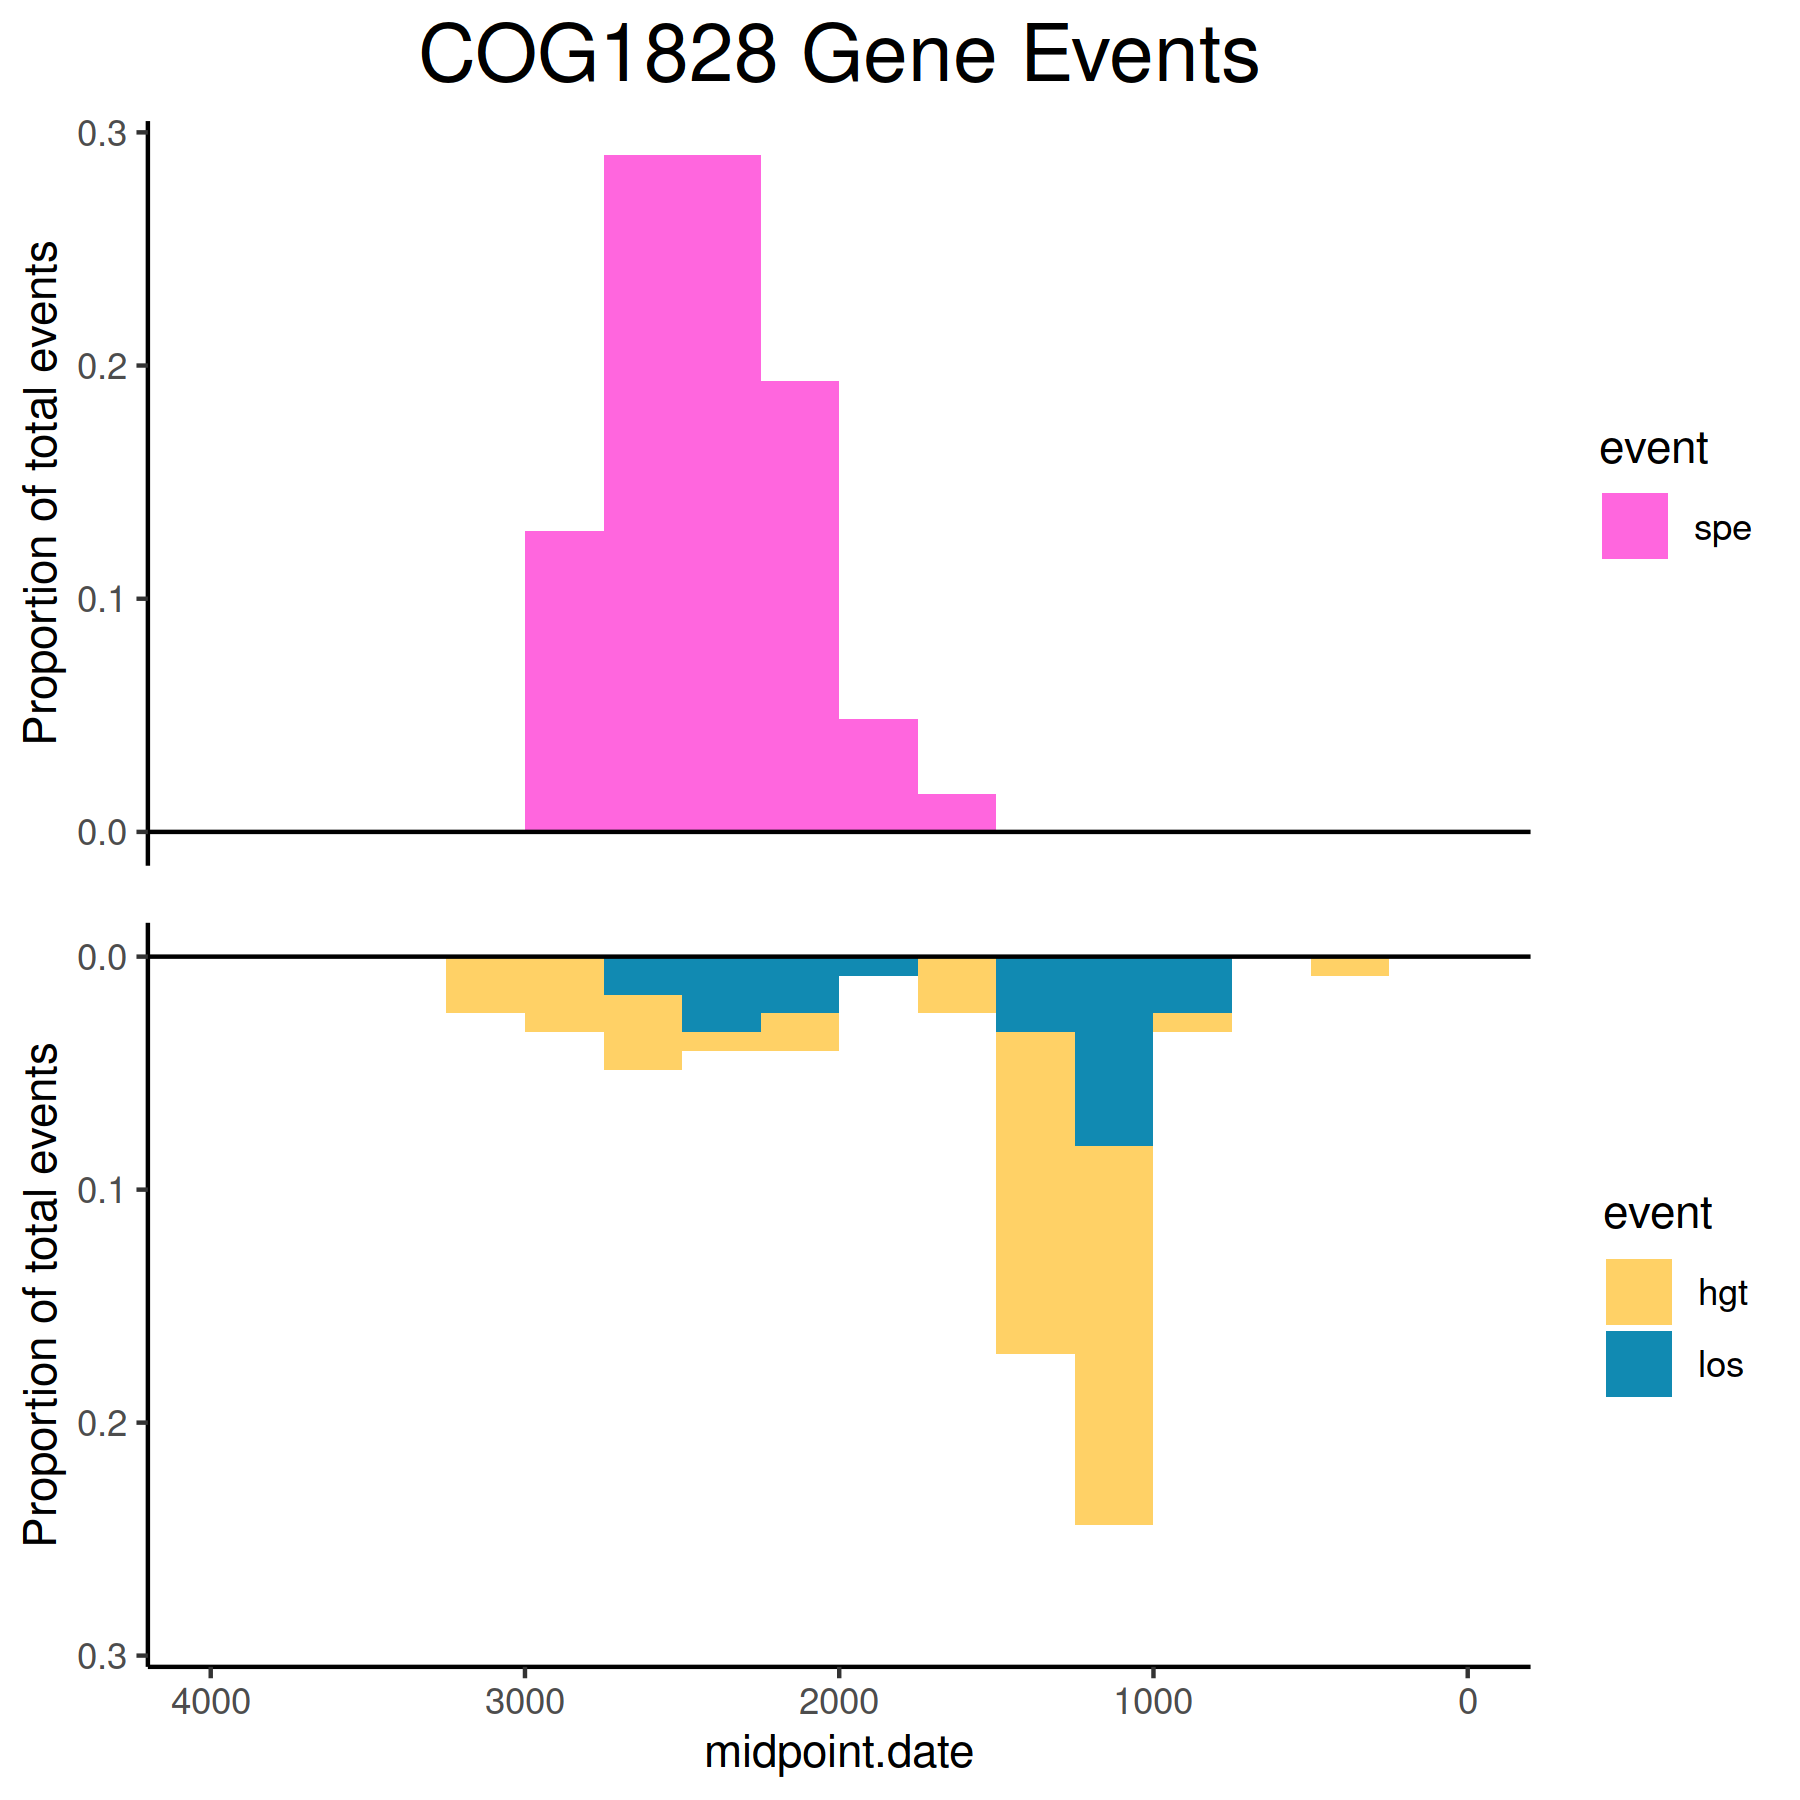 COG1828 Gene Events
Proportion of total events
0.3
0.2
0.1
0.0
event
spe
Proportion of total events
0.0
0.1
0.2
0.3
event
hgt
los
4000 3000 2000 1000 0
midpoint.date